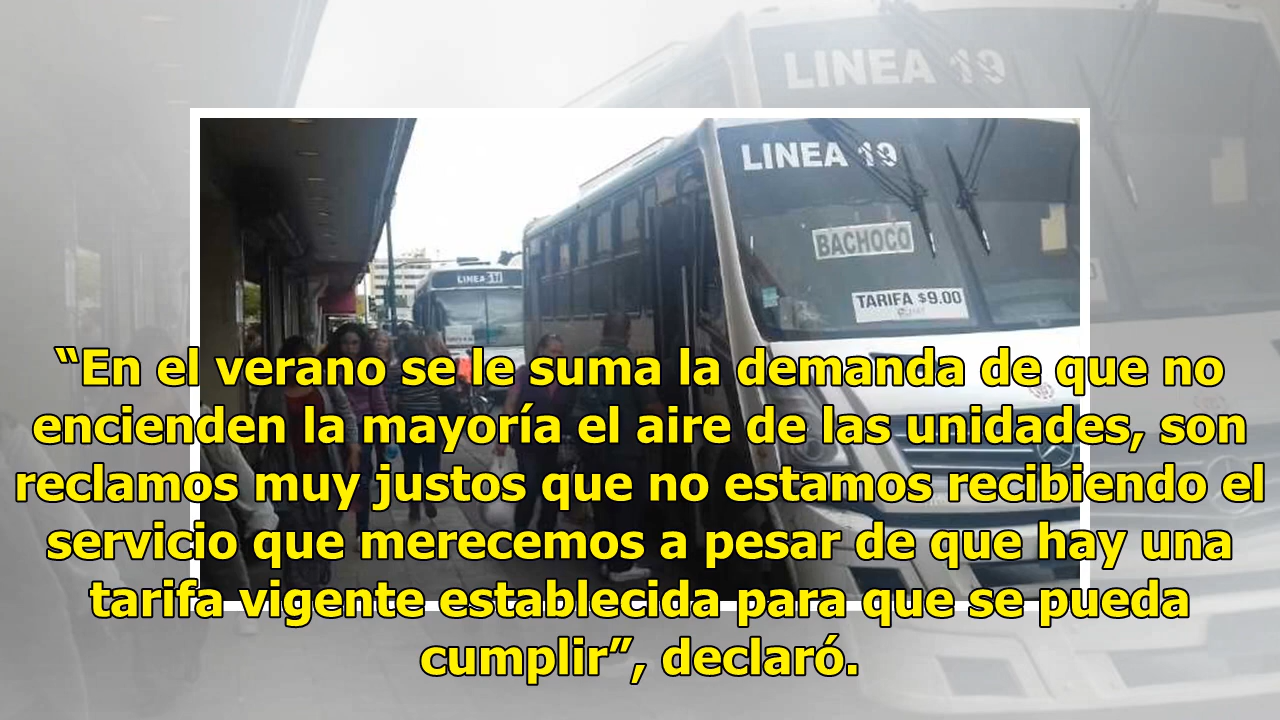 LINEA 19
LINEA 19
BACHOCO
LINEA
TARIFA $9.00
“En el verano se le suma la demanda de que no
encienden la mayoría el aire de las unidades, son
reclamos muy justos que no estamos recibiendo el
servicio que merecemos a pesar de que hay una
tarifa vigente establecida para que se pueda
cumplir”, declaró.